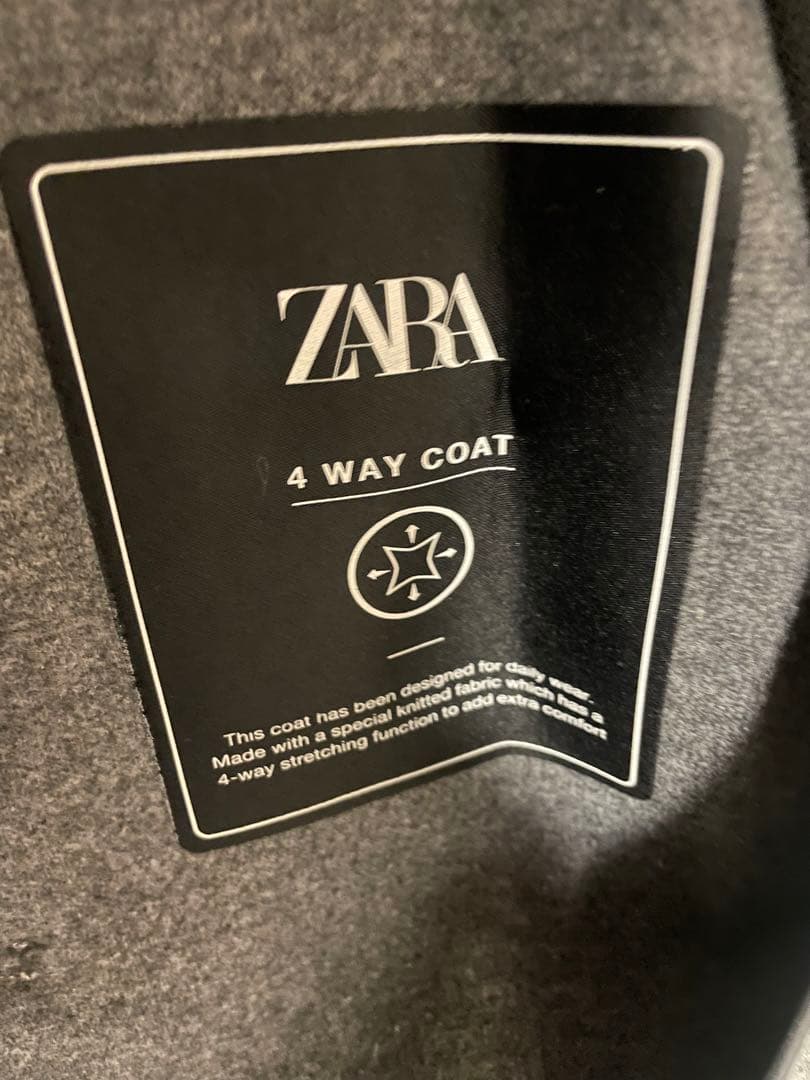 ZARA
4 WAY COAT
This coat has been designed for daily wear.
Made with a special knitted fabric which has a
4-way stretching function to add extra comfort